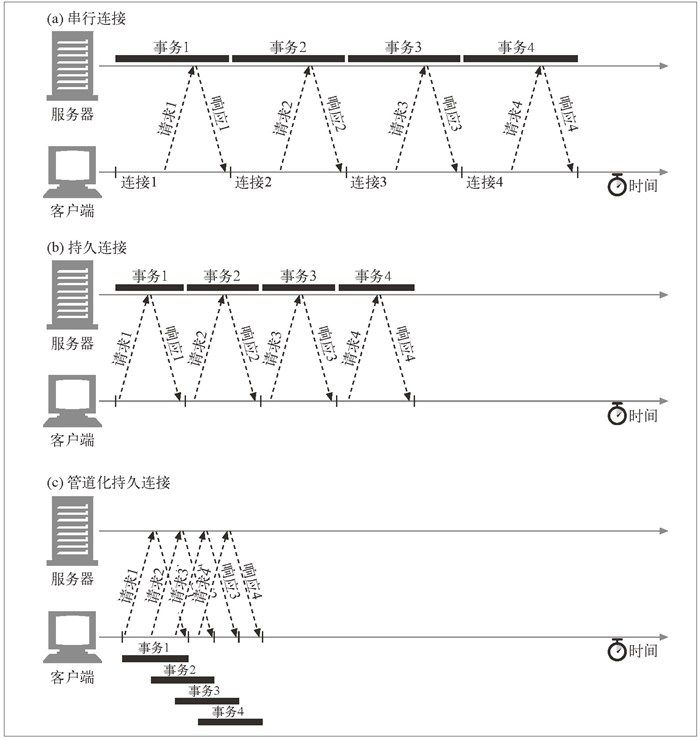 (a) 串行连接
事务1 事务2 事务3 事务4
请求1 响应1 请求2 响应2 请求3 响应3 请求4 响应4
服务器
连接1 连接2 连接3 连接4
时间
客户端
(b) 持久连接
事务1 事务2 事务3 事务4
请求1 响应1 请求2 响应2 请求3 响应3 请求4 响应4
服务器
时间
客户端
(c) 管道化持久连接
请求1 请求2 请求3 请求4 响应3 响应4
服务器
时间
客户端
事务1
事务2
事务3
事务4